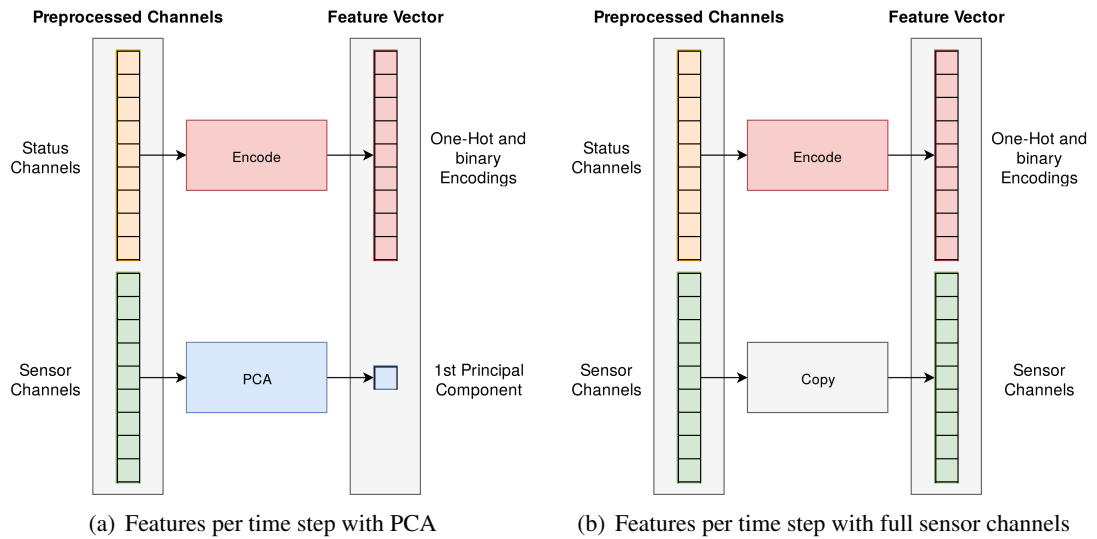 Preprocessed Channels
Feature Vector
Status
Channels
Encode
One-Hot and
binary
Encodings
Sensor
Channels
PCA
1st Principal
Component
(a) Features per time step with PCA
Preprocessed Channels
Feature Vector
Status
Channels
Encode
One-Hot and
binary
Encodings
Sensor
Channels
Copy
Sensor
Channels
(b) Features per time step with full sensor channels